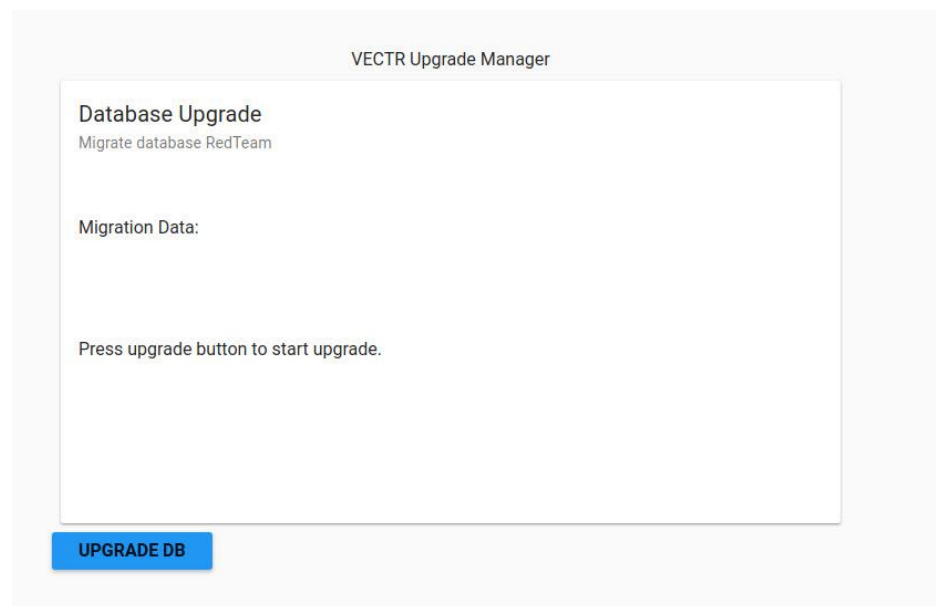 VECTR Upgrade Manager
Database Upgrade
Migrate database RedTeam
Migration Data:
Press upgrade button to start upgrade.
UPGRADE DB